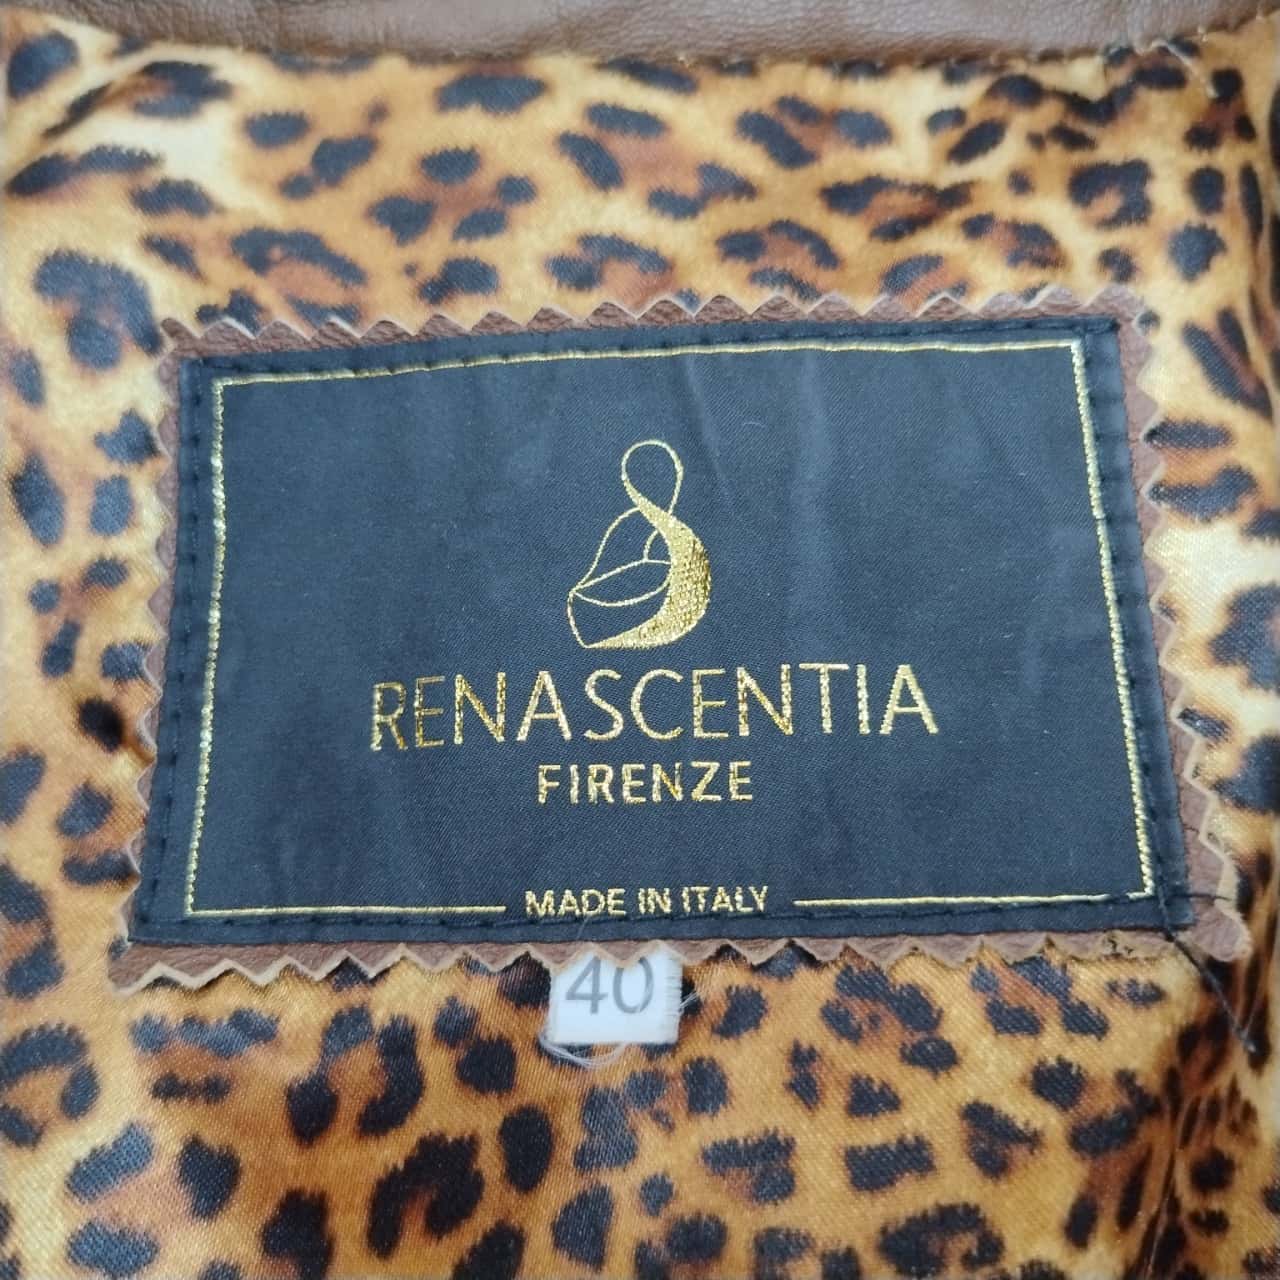 RENASCENTIA
FIRENZE
MADE IN ITALY
40